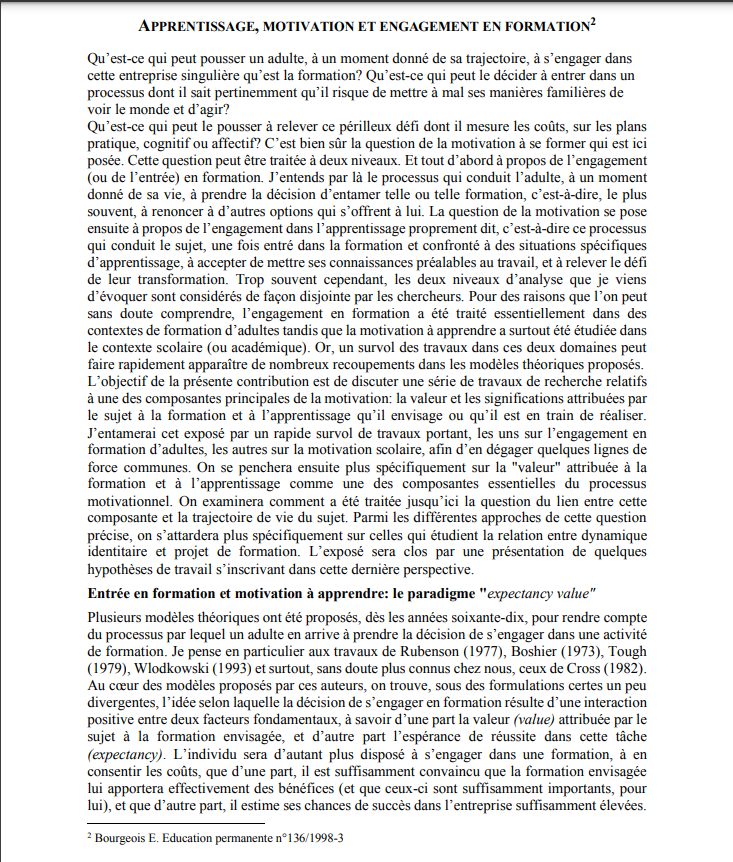 APPRENTISSAGE, MOTIVATION ET ENGAGEMENT EN FORMATION²
Qu’est-ce qui peut pousser un adulte, à un moment donné de sa trajectoire, à s’engager dans
cette entreprise singulière qu’est la formation? Qu’est-ce qui peut le décider à entrer dans un
processus dont il sait pertinemment qu’il risque de mettre à mal ses manières familières de
voir le monde et d’agir?
Qu’est-ce qui peut le pousser à relever ce périlleux défi dont il mesure les coûts, sur les plans
pratique, cognitif ou affectif? C’est bien sûr la question de la motivation à se former qui est ici
posée. Cette question peut être traitée à deux niveaux. Et tout d’abord à propos de l’engagement
(ou de l’entrée) en formation. J’entends par là le processus qui conduit l’adulte, à un moment
donné de sa vie, à prendre la décision d’entamer telle ou telle formation, c’est-à-dire, le plus
souvent, à renoncer à d’autres options qui s’offrent à lui. La question de la motivation se pose
ensuite à propos de l’engagement dans l’apprentissage proprement dit, c’est-à-dire ce processus
qui conduit le sujet, une fois entré dans la formation et confronté à des situations spécifiques
d’apprentissage, à accepter de mettre ses connaissances préalables au travail, et à relever le défi
de leur transformation. Trop souvent cependant, les deux niveaux d’analyse que je viens
d’évoquer sont considérés de façon disjointe par les chercheurs. Pour des raisons que l’on peut
sans doute comprendre, l’engagement en formation a été traité essentiellement dans des
contextes de formation d’adultes tandis que la motivation à apprendre a surtout été étudiée dans
le contexte scolaire (ou académique). Or, un survol des travaux dans ces deux domaines peut
faire rapidement apparaître de nombreux recoupements dans les modèles théoriques proposés.
L’objectif de la présente contribution est de discuter une série de travaux de recherche relatifs
à une des composantes principales de la motivation: la valeur et les significations attribuées par
le sujet à la formation et à l’apprentissage qu’il envisage ou qu’il est en train de réaliser.
J’entamerai cet exposé par un rapide survol de travaux portant, les uns sur l’engagement en
formation d’adultes, les autres sur la motivation scolaire, afin d’en dégager quelques lignes de
force communes. On se penchera ensuite plus spécifiquement sur la "valeur" attribuée à la
formation et à l’apprentissage comme une des composantes essentielles du processus
motivationnel. On examinera comment a été traitée jusqu’ici la question du lien entre cette
composante et la trajectoire de vie du sujet. Parmi les différentes approches de cette question
précise, on s’attardera plus spécifiquement sur celles qui étudient la relation entre dynamique
identitaire et projet de formation. L’exposé sera clos par une présentation de quelques
hypothèses de travail s’inscrivant dans cette dernière perspective.
Entrée en formation et motivation à apprendre: le paradigme "expectancy value"
Plusieurs modèles théoriques ont été proposés, dès les années soixante-dix, pour rendre compte
du processus par lequel un adulte en arrive à prendre la décision de s’engager dans une activité
de formation. Je pense en particulier aux travaux de Rubenson (1977), Boshier (1973), Tough
(1979), Wlodkowski (1993) et surtout, sans doute plus connus chez nous, ceux de Cross (1982).
Au cœur des modèles proposés par ces auteurs, on trouve, sous des formulations certes un peu
divergentes, l’idée selon laquelle la décision de s’engager en formation résulte d’une interaction
positive entre deux facteurs fondamentaux, à savoir d’une part la valeur (value) attribuée par le
sujet à la formation envisagée, et d’autre part l’espérance de réussite dans cette tâche
(expectancy). L’individu sera d’autant plus disposé à s’engager dans une formation, à en
consentir les coûts, que d’une part, il est suffisamment convaincu que la formation envisagée
lui apportera effectivement des bénéfices (et que ceux-ci sont suffisamment importants, pour
lui), et que d’autre part, il estime ses chances de succès dans l’entreprise suffisamment élevées.
² Bourgeois E. Education permanente n°136/1998-3